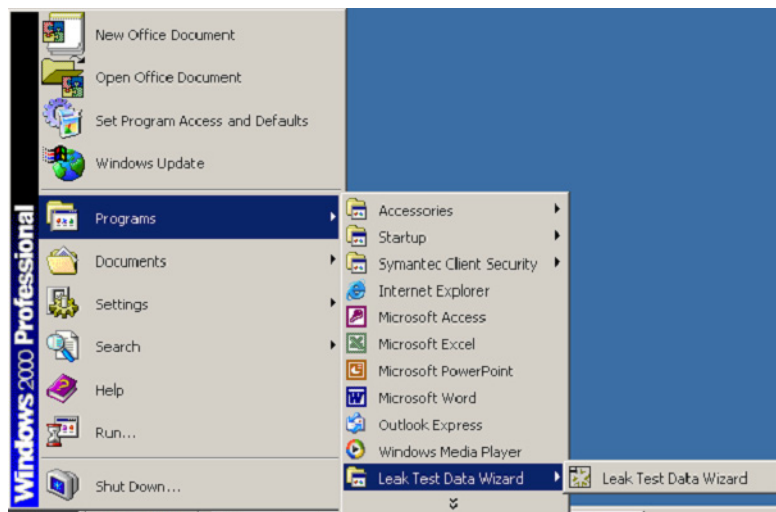 New Office Document
Open Office Document
Set Program Access and Defaults
Windows Update
Programs
Documents
Settings
Search
Help
Run...
Shut Down...
Windows 2000 Professional
Accessories
Startup
Symantec Client Security
Internet Explorer
Microsoft Access
Microsoft Excel
Microsoft PowerPoint
Microsoft Word
Outlook Express
Windows Media Player
Leak Test Data Wizard
Leak Test Data Wizard